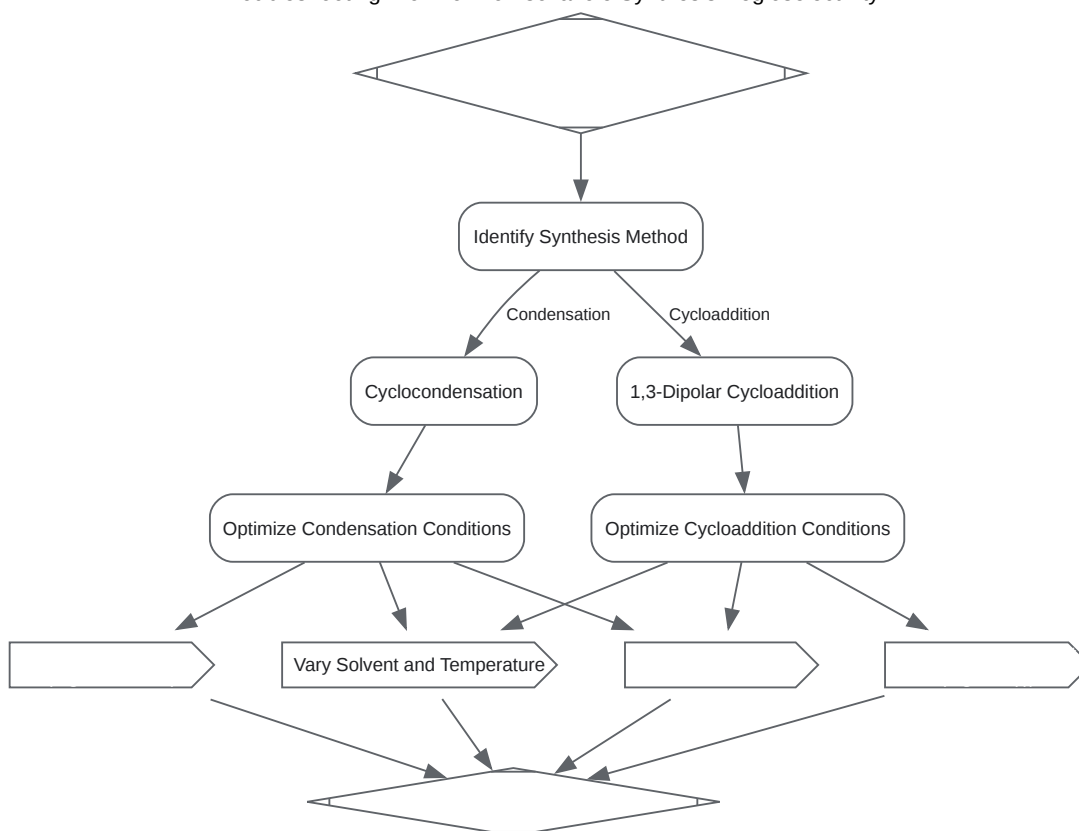 Identify Synthesis Method
Condensation
Cycloaddition
Cyclocondensation
1,3-Dipolar Cycloaddition
Optimize Condensation Conditions
Optimize Cycloaddition Conditions
Vary Solvent and Temperature